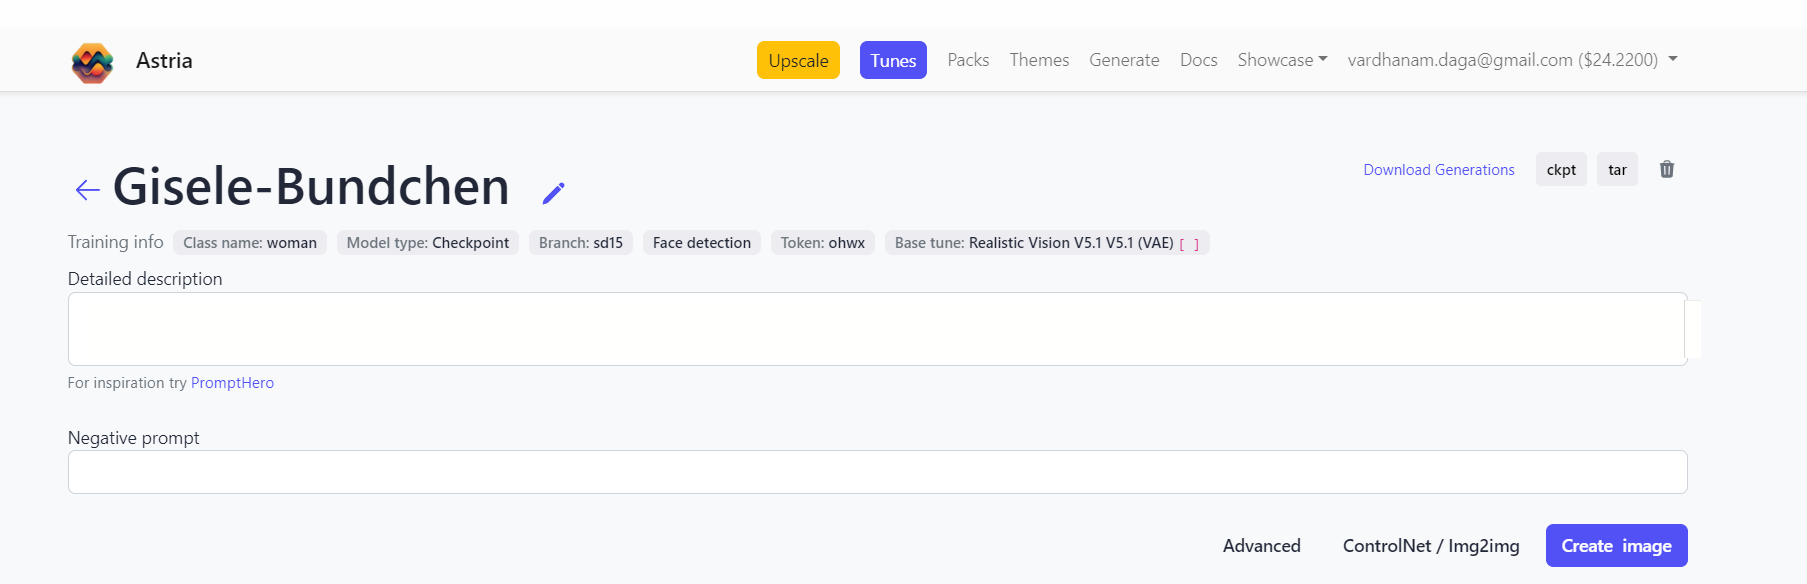 Astria
Upscale Tunes Packs Themes Generate Docs Showcase vardhanam.daga@gmail.com ($24.2200)
Gisele-Bundchen
Download Generations ckpt tar
Training info Class name: woman Model type: Checkpoint Branch: sd15 Face detection Token: ohwx Base tune: Realistic Vision V5.1 V5.1 (VAE) [ ]
Detailed description
For inspiration try PromptHero
Negative prompt
Advanced ControlNet / Img2img Create image